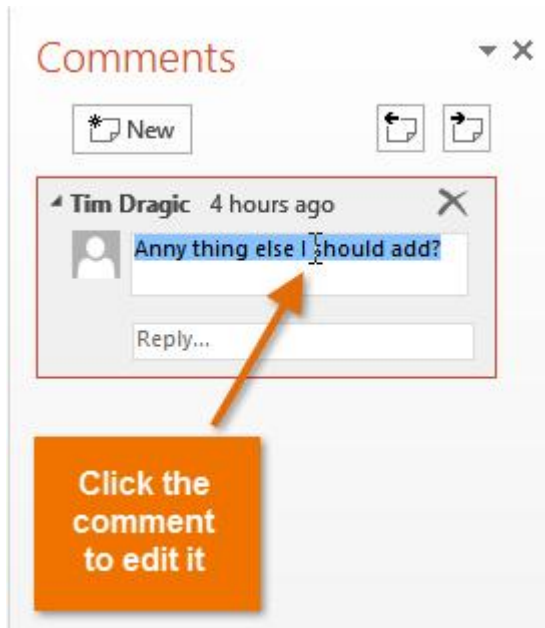 Comments
New
Tim Dragic 4 hours ago
Anny thing else I should add?
Reply...
Click the
comment
to edit it